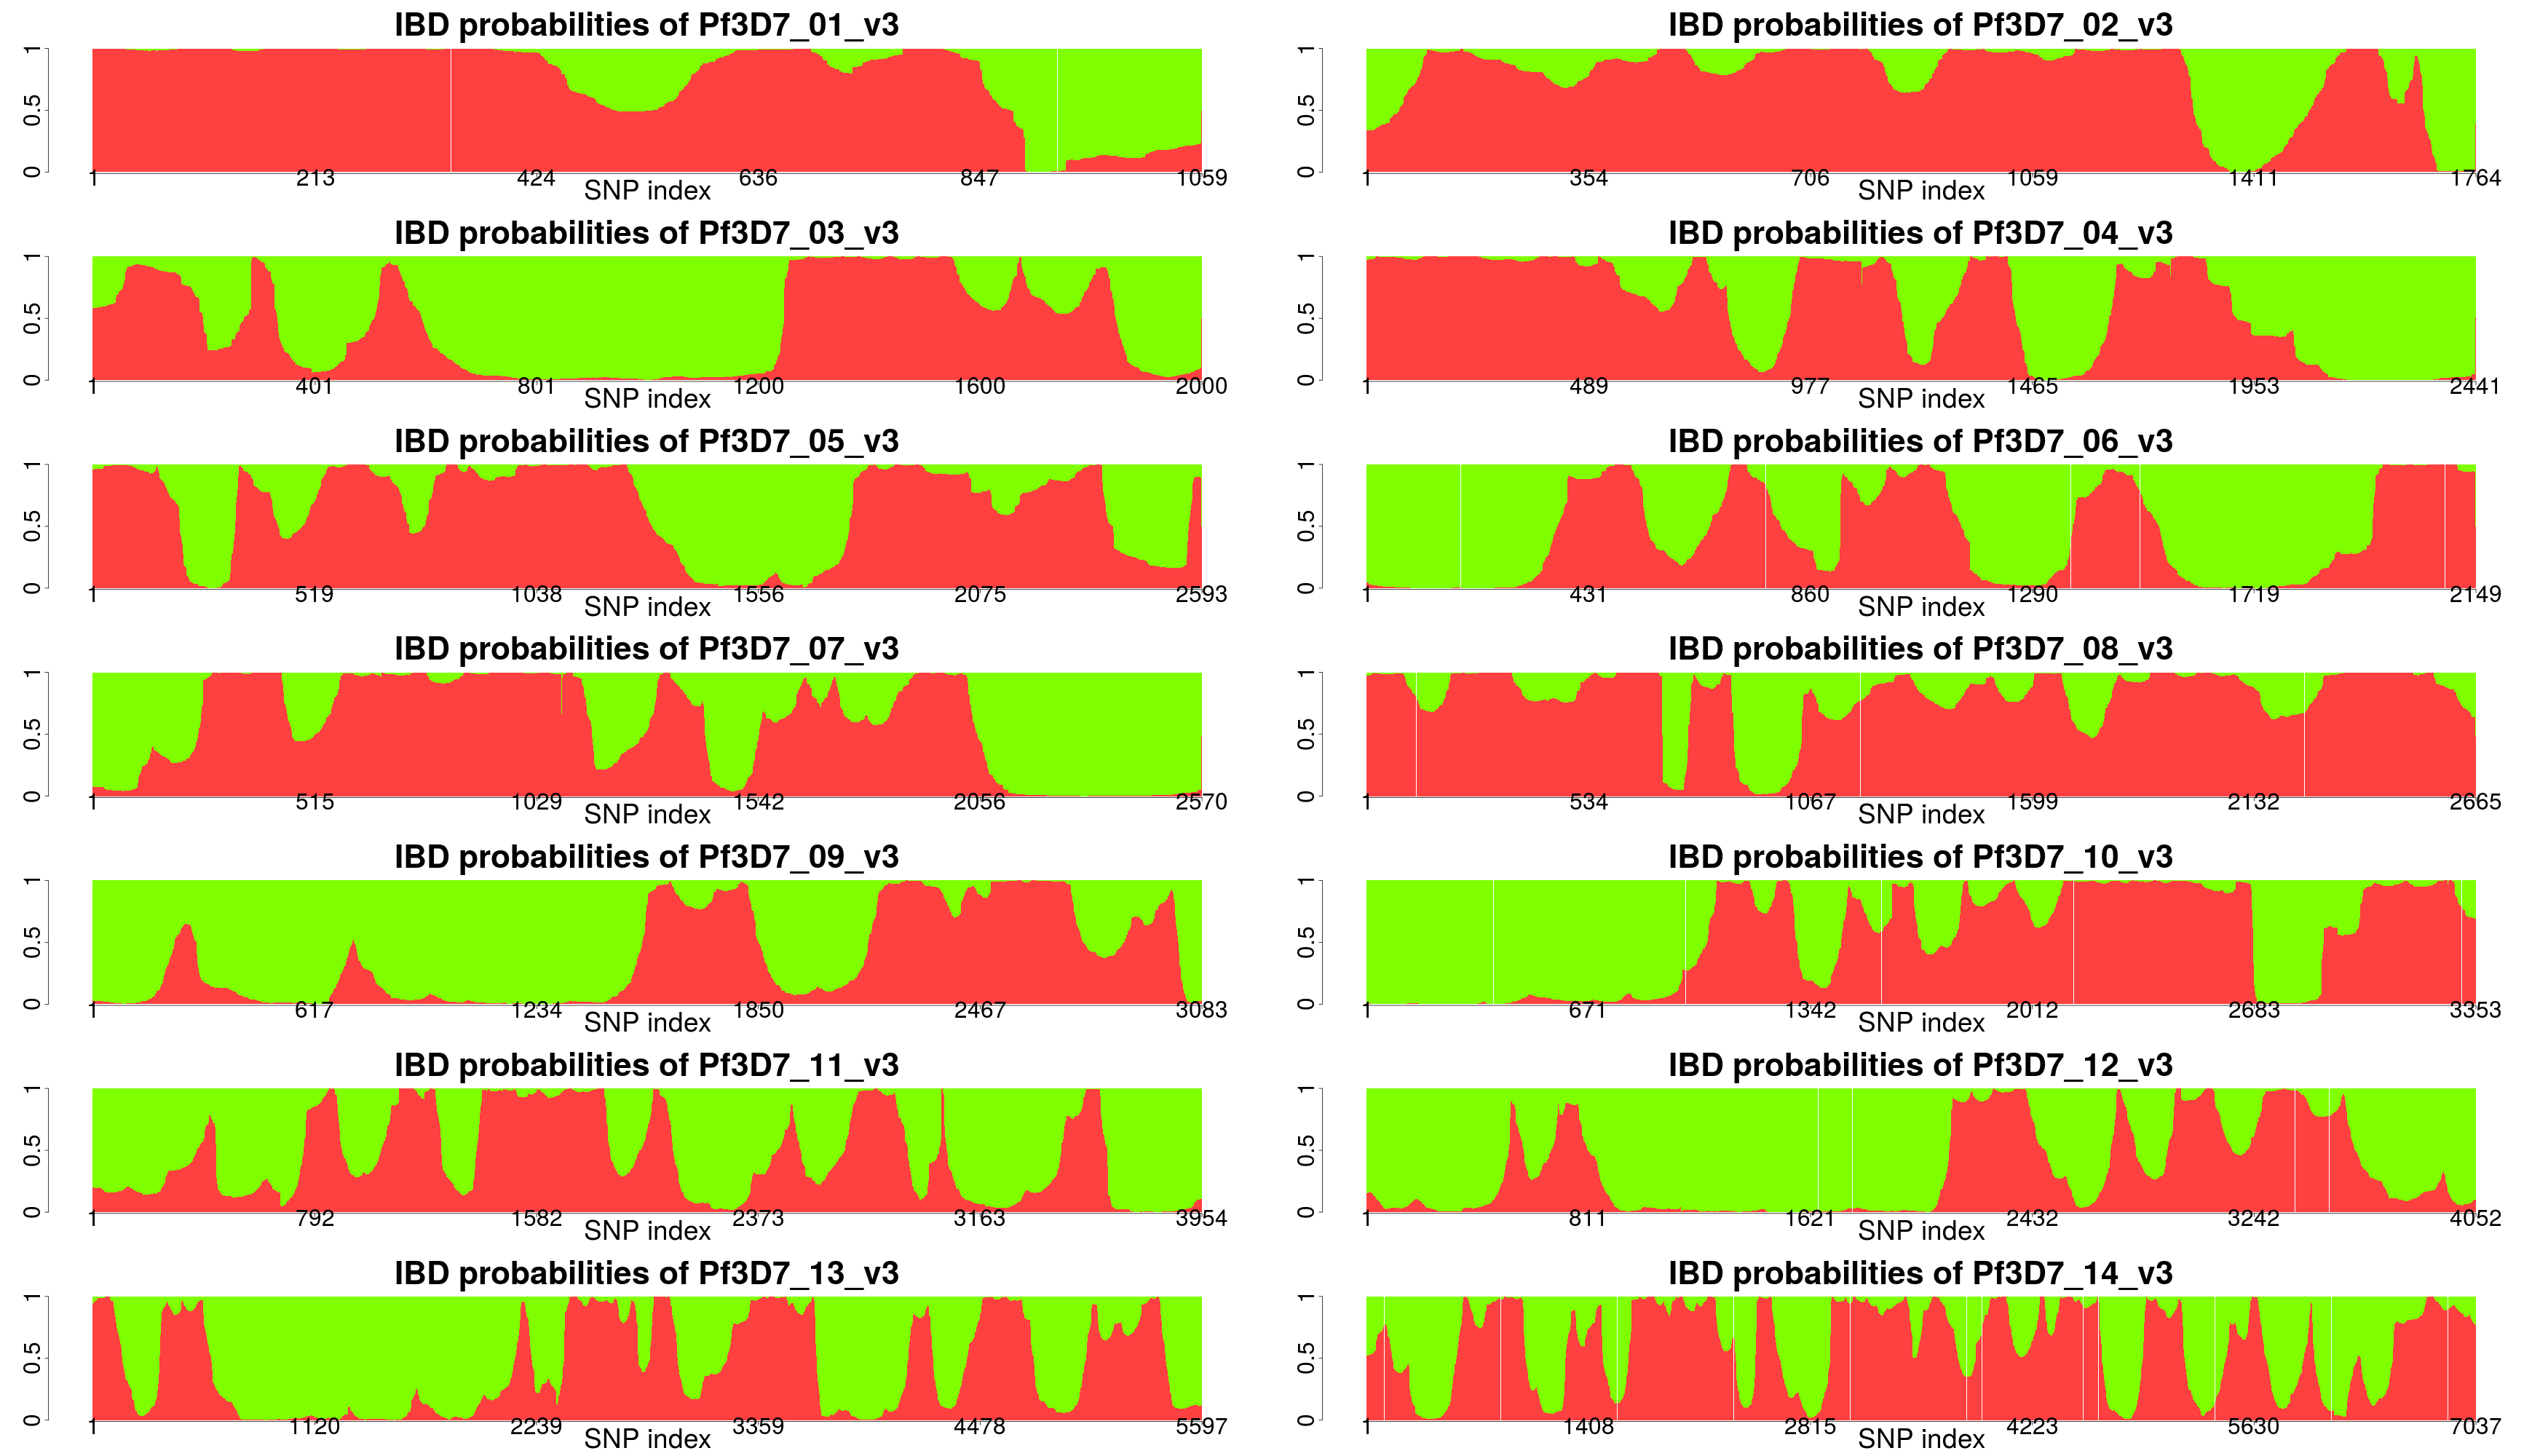 IBD probabilities of Pf3D7_01_v3
0 0.5 1
1 213 424 636 847 1059
SNP index
IBD probabilities of Pf3D7_02_v3
0 0.5 1
1 354 706 1059 1411 1764
SNP index
IBD probabilities of Pf3D7_03_v3
0 0.5 1
1 401 801 1200 1600 2000
SNP index
IBD probabilities of Pf3D7_04_v3
0 0.5 1
1 489 977 1465 1953 2441
SNP index
IBD probabilities of Pf3D7_05_v3
0 0.5 1
1 519 1038 1556 2075 2593
SNP index
IBD probabilities of Pf3D7_06_v3
0 0.5 1
1 431 860 1290 1719 2149
SNP index
IBD probabilities of Pf3D7_07_v3
0 0.5 1
1 515 1029 1542 2056 2570
SNP index
IBD probabilities of Pf3D7_08_v3
0 0.5 1
1 534 1067 1599 2132 2665
SNP index
IBD probabilities of Pf3D7_09_v3
0 0.5 1
1 617 1234 1850 2467 3083
SNP index
IBD probabilities of Pf3D7_10_v3
0 0.5 1
1 671 1342 2012 2683 3353
SNP index
IBD probabilities of Pf3D7_11_v3
0 0.5 1
1 792 1582 2373 3163 3954
SNP index
IBD probabilities of Pf3D7_12_v3
0 0.5 1
1 811 1621 2432 3242 4052
SNP index
IBD probabilities of Pf3D7_13_v3
0 0.5 1
1 1120 2239 3359 4478 5597
SNP index
IBD probabilities of Pf3D7_14_v3
0 0.5 1
1 1408 2815 4223 5630 7037
SNP index